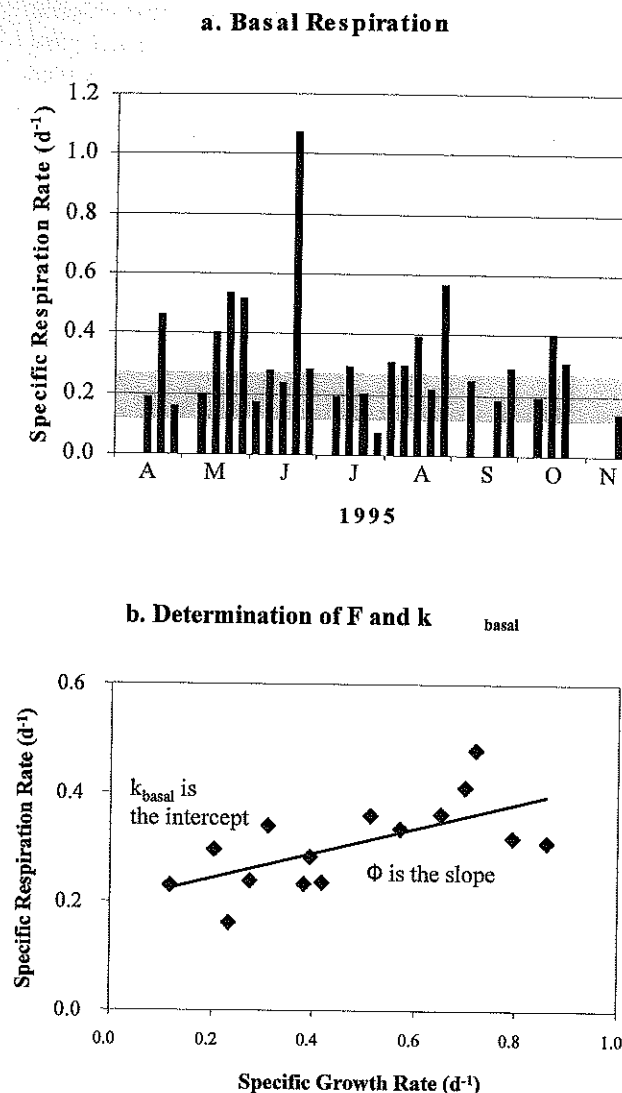 a. Basal Respiration
Specific Respiration Rate (d⁻¹)
1.2
1.0
0.8
0.6
0.4
0.2
0.0
A M J J A S O N
1995
b. Determination of F and k basal
Specific Respiration Rate (d⁻¹)
0.6
0.4
0.2
0.0
k basal is
the intercept
Φ is the slope
0.0 0.2 0.4 0.6 0.8 1.0
Specific Growth Rate (d⁻¹)